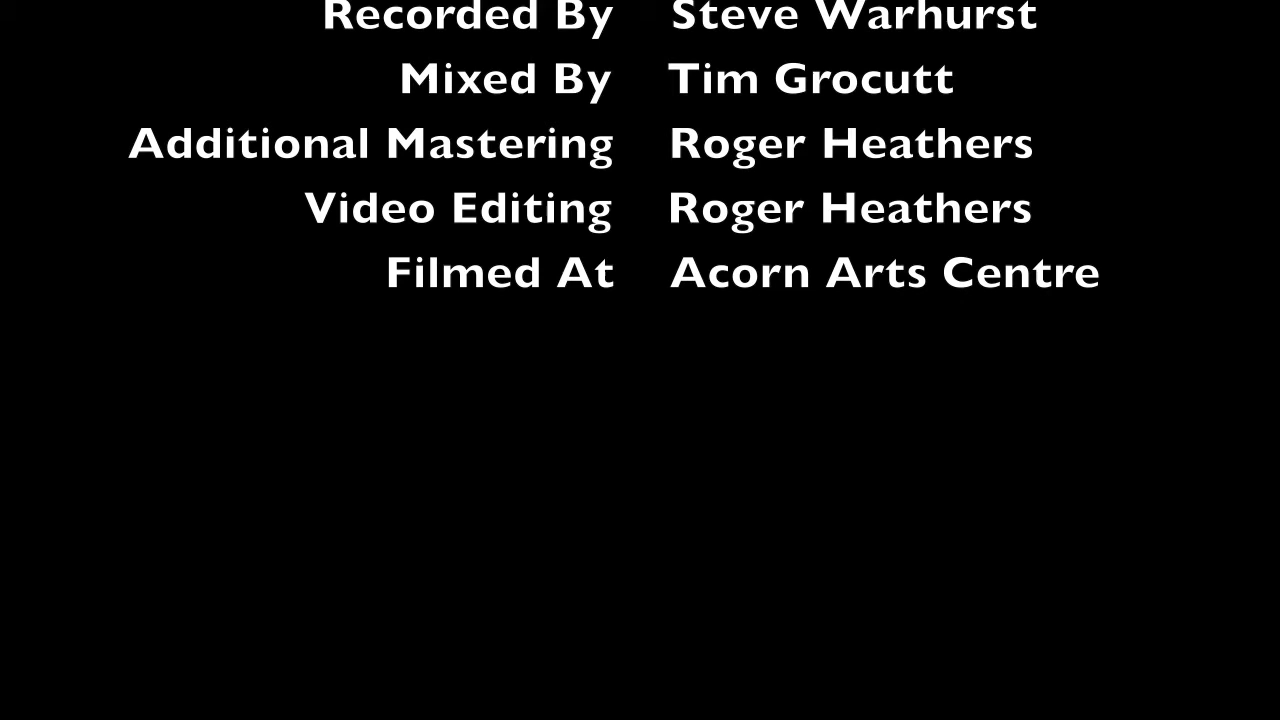 Recorded By Steve Warhurst
Mixed By Tim Grocutt
Additional Mastering Roger Heathers
Video Editing Roger Heathers
Filmed At Acorn Arts Centre